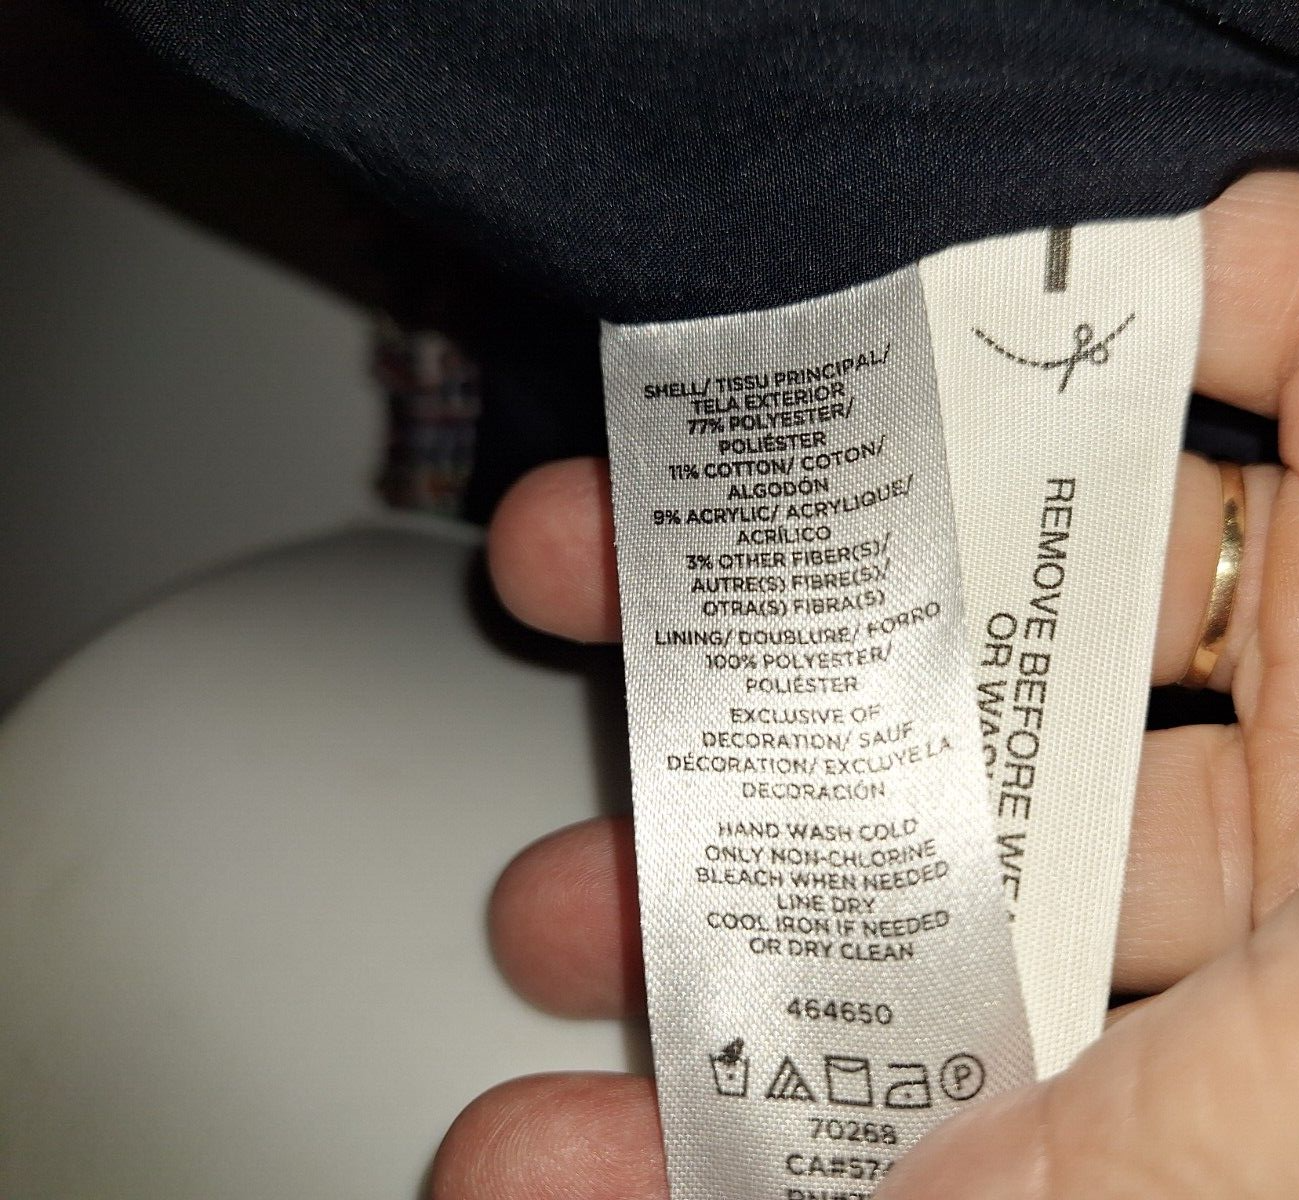 SHELL/ TISSU PRINCIPAL/
TELA EXTERIOR
77% POLYESTER/
POLIÉSTER
11% COTTON/ COTON/
ALGODÓN
9% ACRYLIC/ ACRYLIQUE/
ACRÍLICO
3% OTHER FIBER(S)/
AUTRE(S) FIBRE(S)/
OTRA(S) FIBRA(S)
LINING/ DOUBLURE/ FORRO
100% POLYESTER/
POLIÉSTER
EXCLUSIVE OF
DECORATION/ SAUF
DÉCORATION/ EXCLUYE LA
DECORACIÓN
HAND WASH COLD
ONLY NON-CHLORINE
BLEACH WHEN NEEDED
LINE DRY
COOL IRON IF NEEDED
OR DRY CLEAN
464650
P
70268
CA#57
REMOVE BEFORE
OR